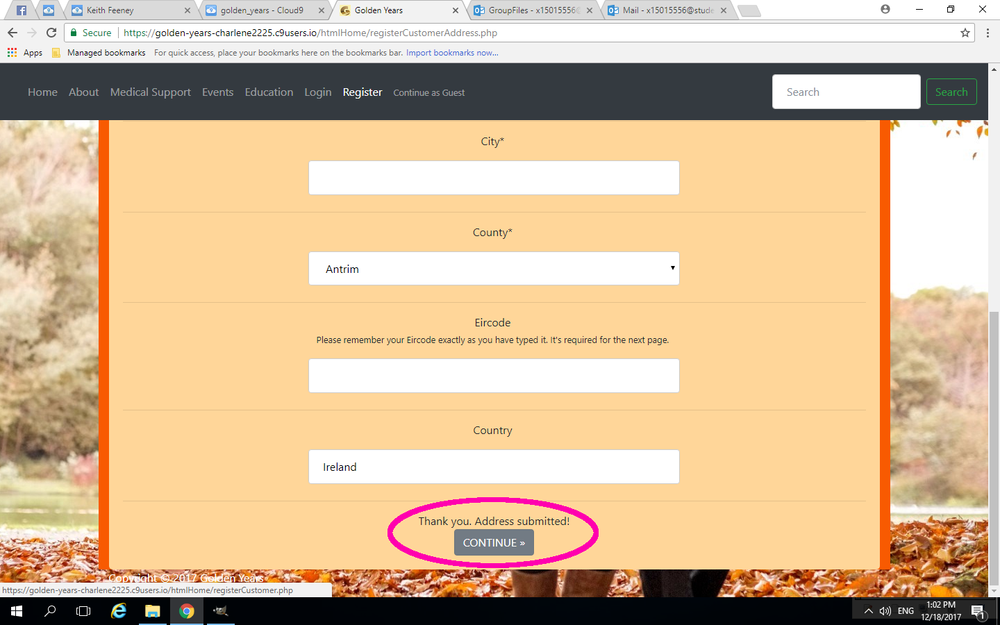 Keith Feeney
golden_years - Cloud9
Golden Years
GroupFiles - x15015556@
Mail - x15015556@stude
Secure
https://golden-years-charlene2225.c9users.io/htmlHome/registerCustomerAddress.php
Apps
Managed bookmarks
For quick access, place your bookmarks here on the bookmarks bar. Import bookmarks now...
Home About Medical Support Events Education Login Register Continue as Guest
Search
Search
City*
County*
Antrim
Eircode
Please remember your Eircode exactly as you have typed it. It's required for the next page.
Country
Ireland
Thank you. Address submitted!
CONTINUE »
Copyright © 2017 Golden Years
https://golden-years-charlene2225.c9users.io/htmlHome/registerCustomer.php
ENG
1:02 PM
12/18/2017
1